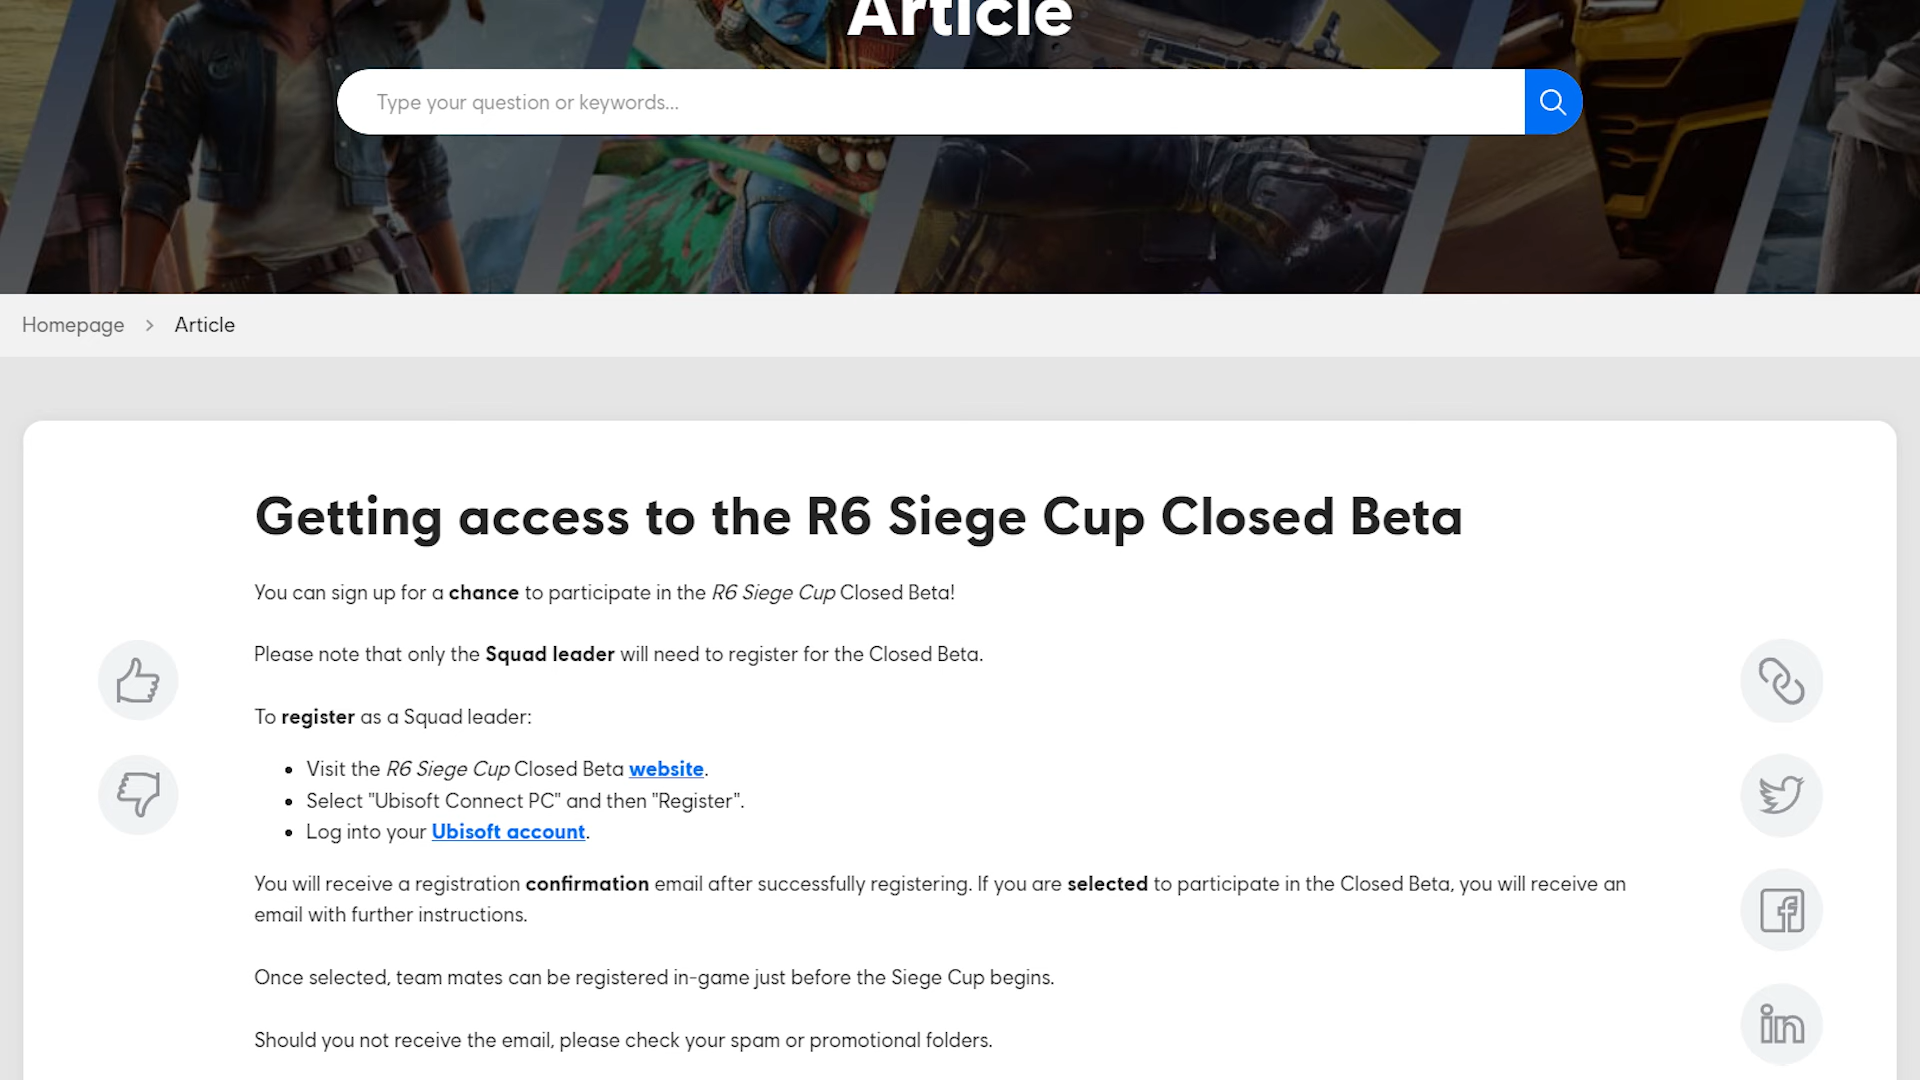 Article
Type your question or keywords...
Homepage > Article
Getting access to the R6 Siege Cup Closed Beta
You can sign up for a chance to participate in the R6 Siege Cup Closed Beta!
Please note that only the Squad leader will need to register for the Closed Beta.
To register as a Squad leader:
• Visit the R6 Siege Cup Closed Beta website.
• Select "Ubisoft Connect PC" and then "Register".
• Log into your Ubisoft account.
You will receive a registration confirmation email after successfully registering. If you are selected to participate in the Closed Beta, you will receive an
email with further instructions.
Once selected, team mates can be registered in-game just before the Siege Cup begins.
Should you not receive the email, please check your spam or promotional folders.